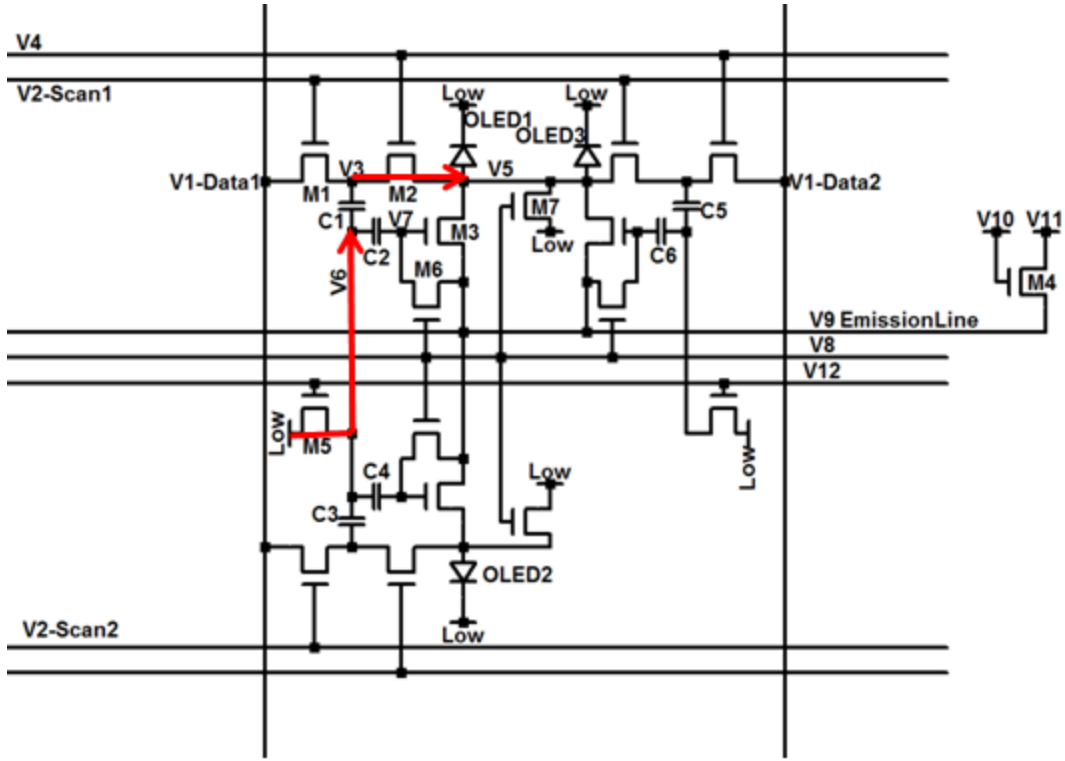 V4
V2-Scan1
Low
Low
OLED1
OLED3
V1-Data1
V3
V5
V1-Data2
M1
M2
M7
C5
C1
V7
M3
Low
C2
C6
V10
V11
V6
M6
M4
V9 EmissionLine
V8
V12
Low
M5
C4
Low
Low
C3
OLED2
V2-Scan2
Low